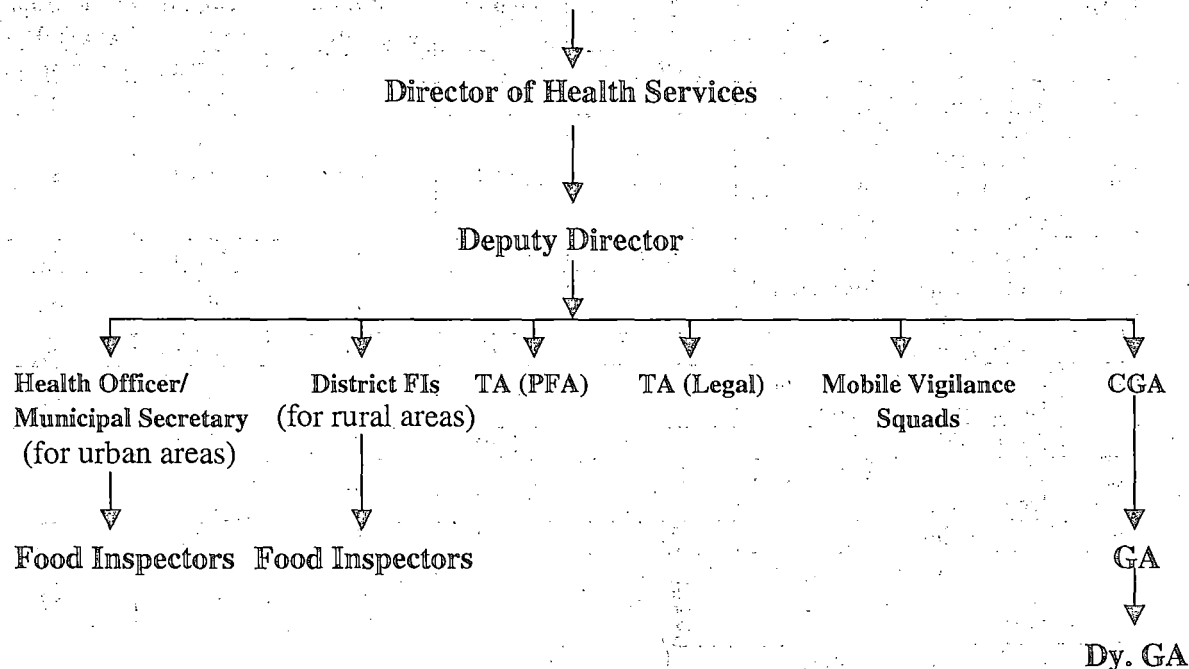 Director of Health Services
Deputy Director
Health Officer/
Municipal Secretary
(for urban areas)
District FIs
(for rural areas)
TA (PFA)
TA (Legal)
Mobile Vigilance
Squads
CGA
Food Inspectors
Food Inspectors
GA
Dy. GA